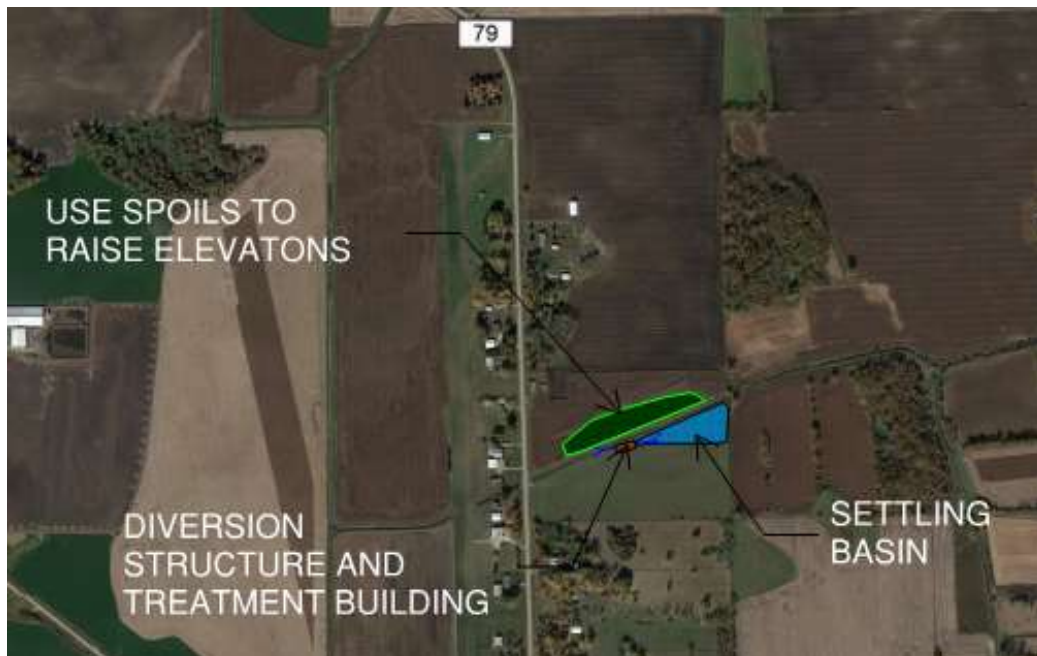 79
USE SPOILS TO
RAISE ELEVATONS
DIVERSION
STRUCTURE AND
TREATMENT BUILDING
SETTLING
BASIN